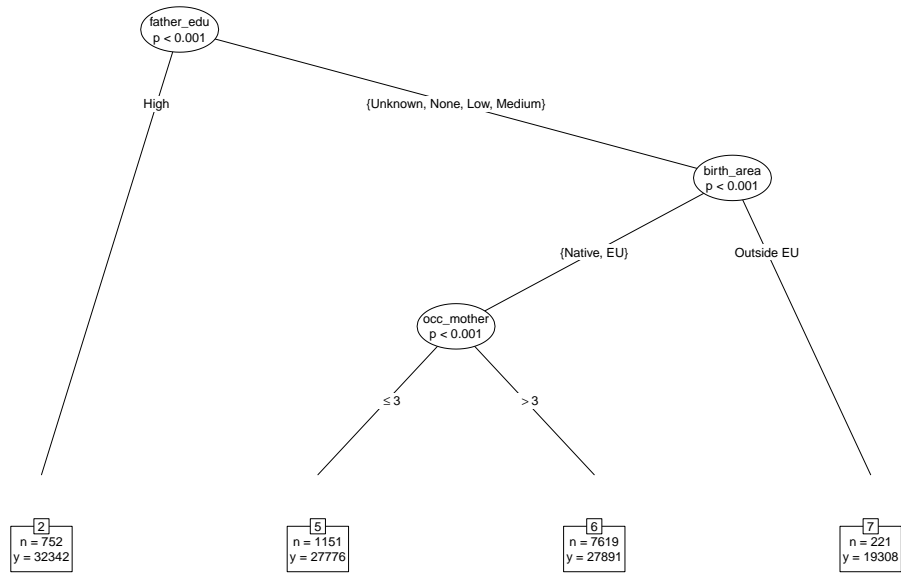 father_edu
p < 0.001
High
{Unknown, None, Low, Medium}
birth_area
p < 0.001
{Native, EU}
Outside EU
occ_mother
p < 0.001
≤ 3
> 3
2
n = 752
y = 32342
5
n = 1151
y = 27776
6
n = 7619
y = 27891
7
n = 221
y = 19308